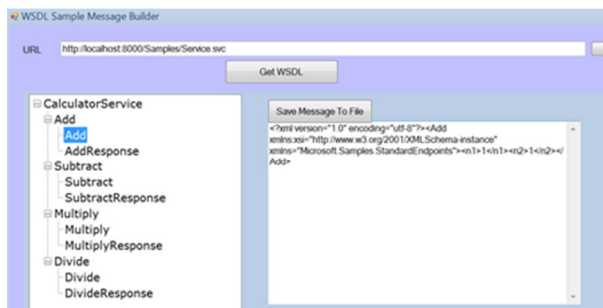 WSDL Sample Message Builder
URL http://localhost:8000/Samples/Service.svc
Get WSDL
CalculatorService
Add
Add
AddResponse
Subtract
Subtract
SubtractResponse
Multiply
Multiply
MultiplyResponse
Divide
Divide
DivideResponse
Save Message To File
<?xml version="1.0" encoding="utf-8"?><Add
xmlns:xsi="http://www.w3.org/2001/XMLSchema-instance"
xmlns="Microsoft.Samples.StandardEndpoints"><n1>1</n1><n2>1</n2></
Add>